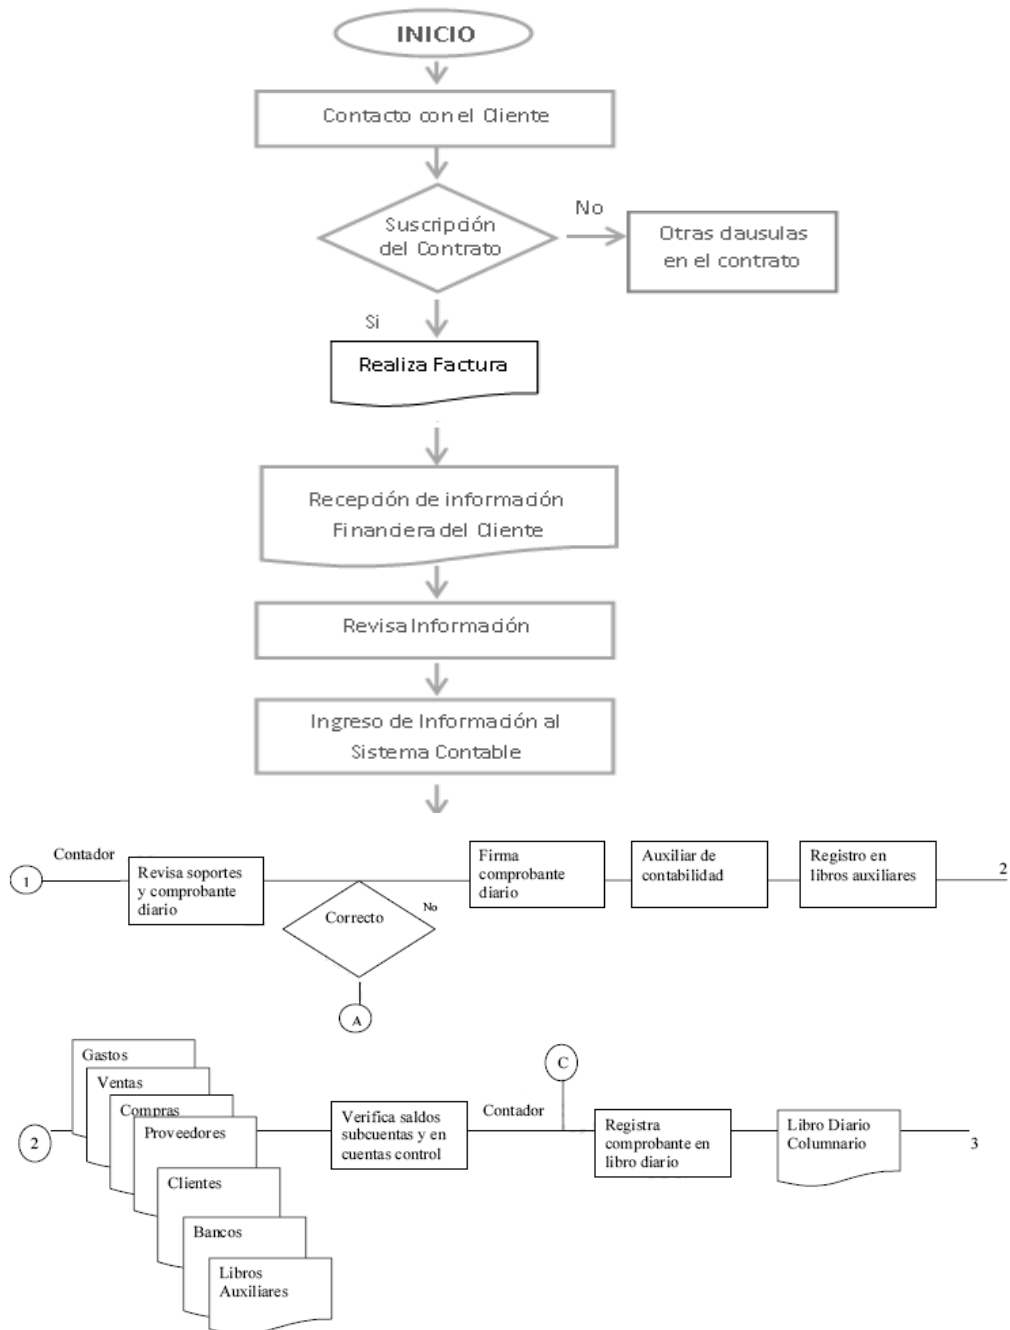 INICIO
Contacto con el Cliente
Suscripción
del Contrato
No
Otras clausulas
en el contrato
Si
Realiza Factura
Recepción de información
Financiera del Cliente
Revisa Información
Ingreso de Información al
Sistema Contable
1
Contador
Revisa soportes
y comprobante
diario
Correcto
No
A
Firma
comprobante
diario
Auxiliar de
contabilidad
Registro en
libros auxiliares
2
2
Gastos
Ventas
Compras
Proveedores
Clientes
Bancos
Libros
Auxiliares
Verifica saldos
subcuentas y en
cuentas control
Contador
C
Registra
comprobante en
libro diario
Libro Diario
Columnario
3